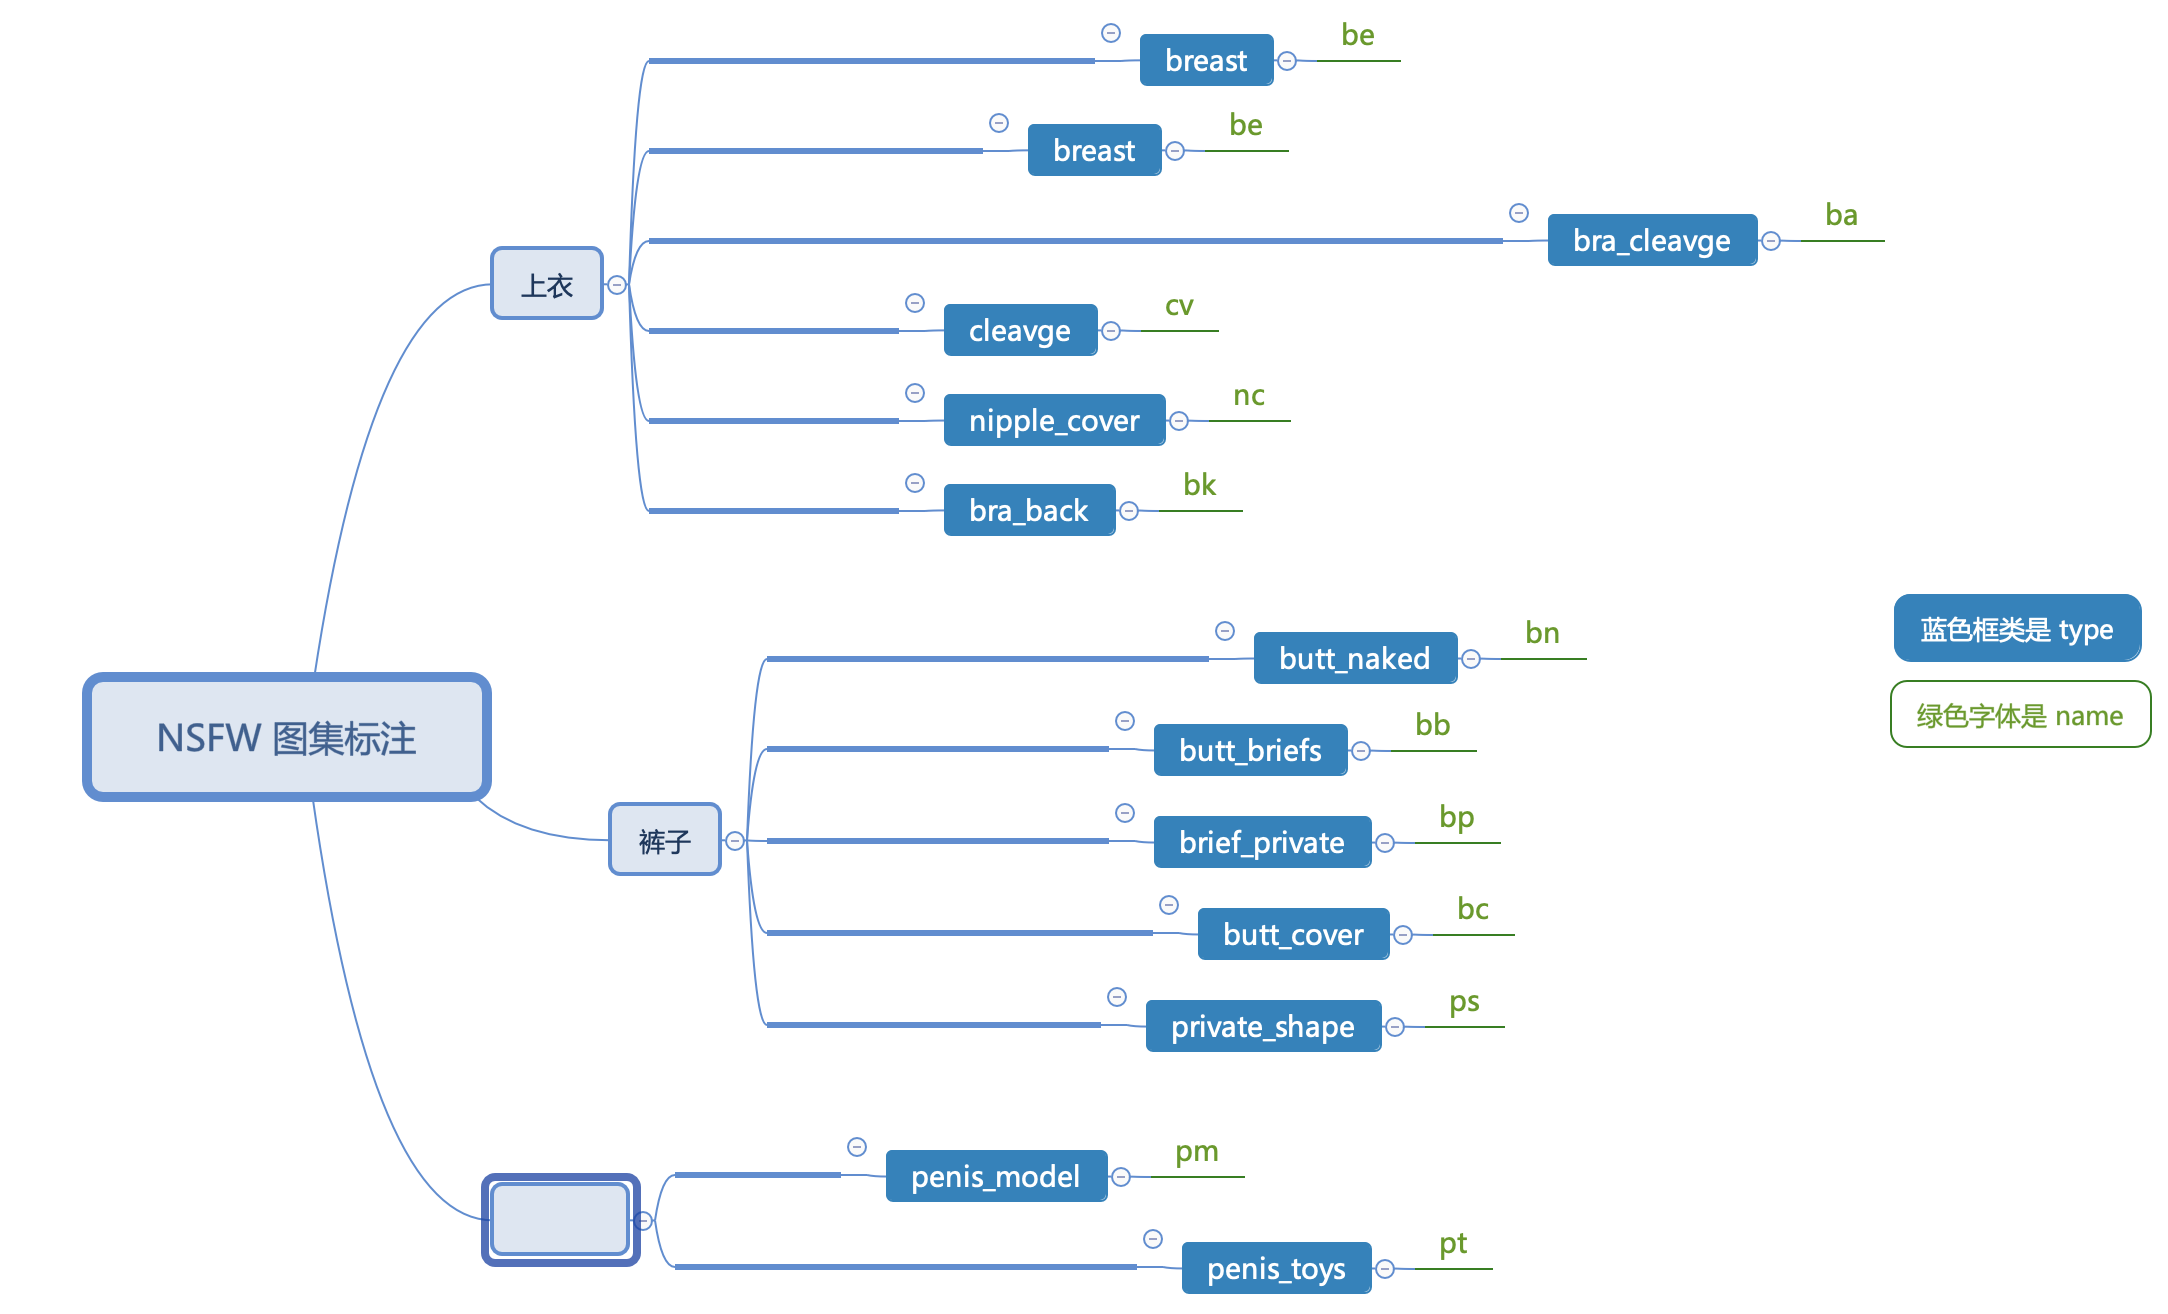 NSFW 图集标注
上衣
breast
be
breast
be
bra_cleavge
ba
cleavge
cv
nipple_cover
nc
bra_back
bk
裤子
butt_naked
bn
butt_briefs
bb
brief_private
bp
butt_cover
bc
private_shape
ps
penis_model
pm
penis_toys
pt
蓝色框类是 type
绿色字体是 name